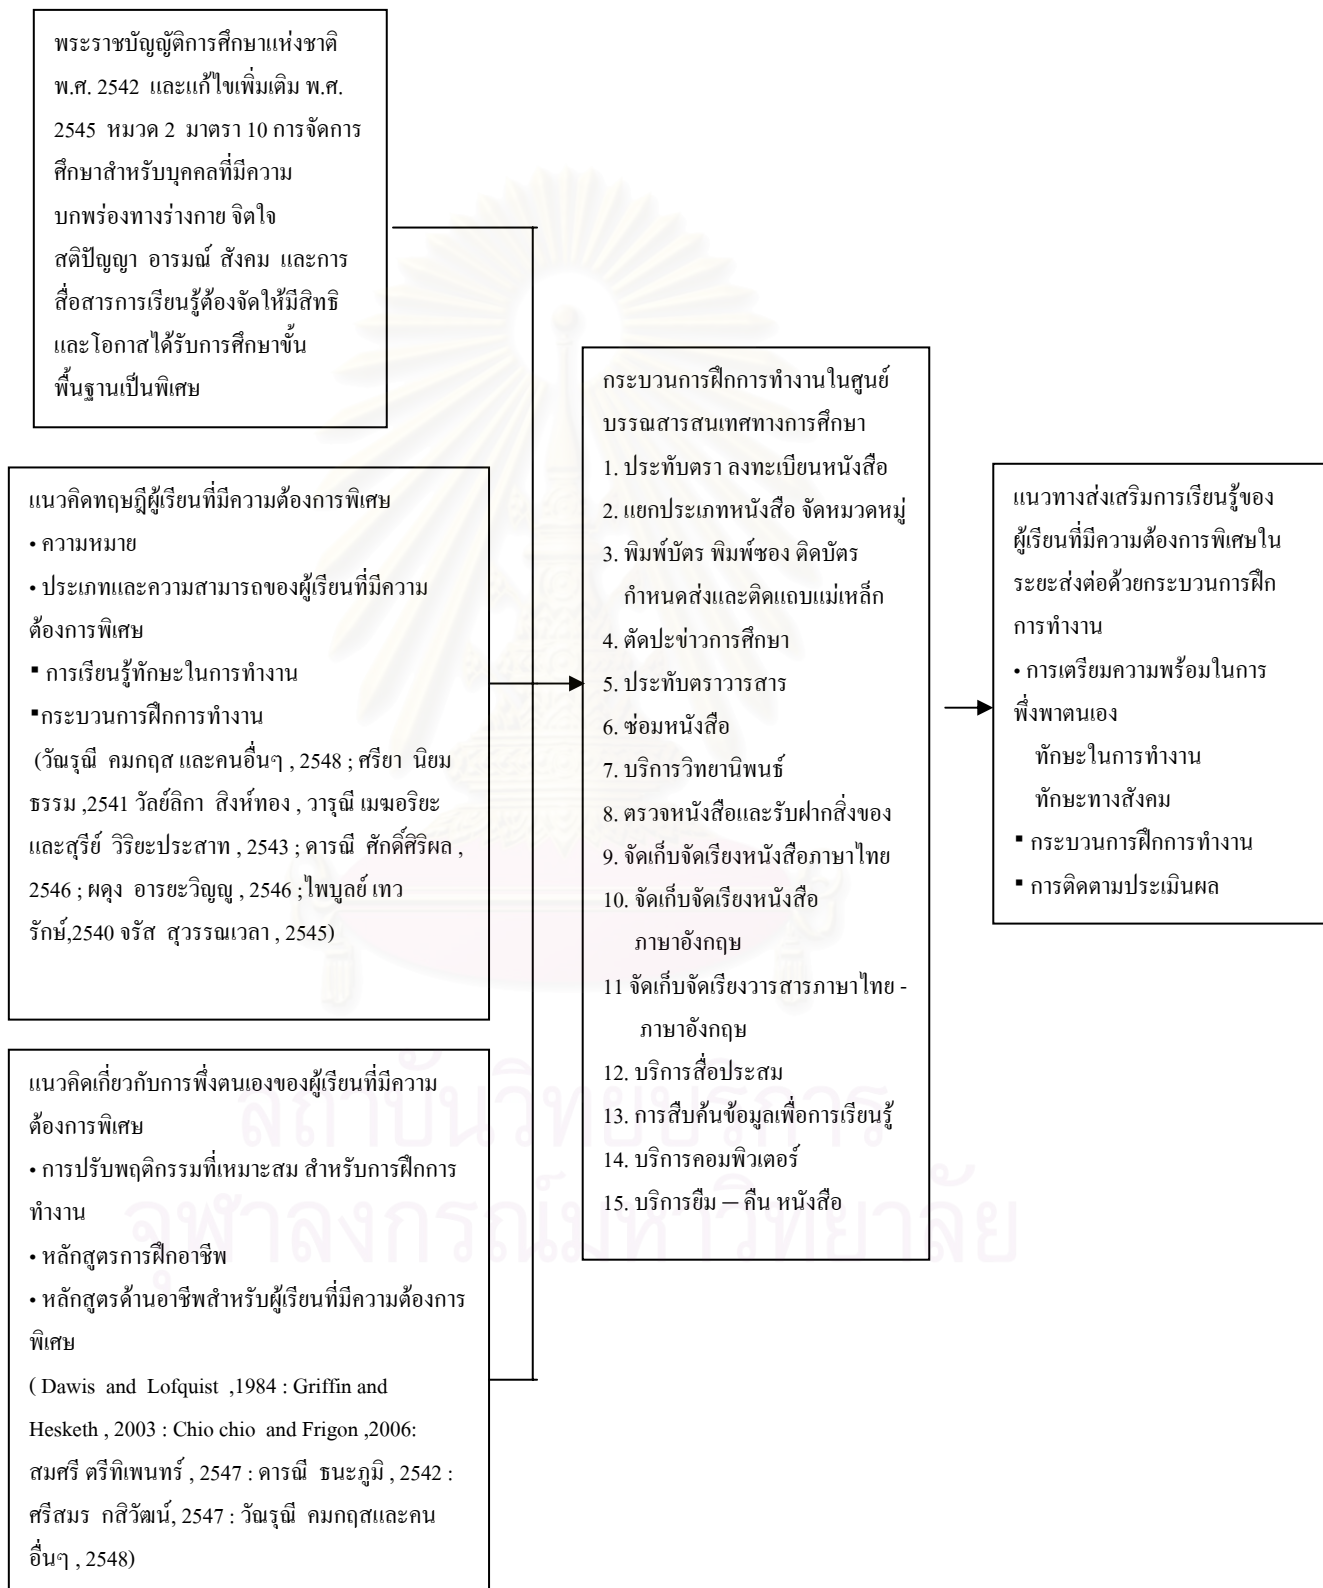 พระราชบัญญัติการศึกษาแห่งชาติ
พ.ศ. 2542 และแก้ไขเพิ่มเติม พ.ศ.
2545 หมวด 2 มาตรา 10 การจัดการ
ศึกษาสำหรับบุคคลที่มีความ
บกพร่องทางร่างกาย จิตใจ
สติปัญญา อารมณ์ สังคม และการ
สื่อสารการเรียนรู้ต้องจัดให้มีสิทธิ
และโอกาสได้รับการศึกษาขั้น
พื้นฐานเป็นพิเศษ
แนวคิดทฤษฎีผู้เรียนที่มีความต้องการพิเศษ
• ความหมาย
• ประเภทและความสามารถของผู้เรียนที่มีความ
ต้องการพิเศษ
▪ การเรียนรู้ทักษะในการทำงาน
▪กระบวนการฝึกการทำงาน
(วัณรุณี คมกฤส และคนอื่นๆ , 2548 ; ศรียา นิยม
ธรรม ,2541 วัลย์ลิกา สิงห์ทอง , วารุณี เมฆอริยะ
และสุรีย์ วิริยะประสาท , 2543 ; ดารณี ศักดิ์ศิริผล ,
2546 ; ผดุง อารยะวิญญู , 2546 ;ไพบูลย์ เทว
รักษ์,2540 จรัส สุวรรณเวลา , 2545)
แนวคิดเกี่ยวกับการพึ่งตนเองของผู้เรียนที่มีความ
ต้องการพิเศษ
• การปรับพฤติกรรมที่เหมาะสม สำหรับการฝึกการ
ทำงาน
• หลักสูตรการฝึกอาชีพ
• หลักสูตรด้านอาชีพสำหรับผู้เรียนที่มีความต้องการ
พิเศษ
( Dawis and Lofquist ,1984 : Griffin and
Hesketh , 2003 : Chio chio and Frigon ,2006:
สมศรี ตรีทิเพนทร์ , 2547 : ดารณี ธนะภูมิ , 2542 :
ศรีสมร กสิวัฒน์, 2547 : วัณรุณี คมกฤสและคน
อื่นๆ , 2548)
กระบวนการฝึกการทำงานในศูนย์
บรรณสารสนเทศทางการศึกษา
1. ประทับตรา ลงทะเบียนหนังสือ
2. แยกประเภทหนังสือ จัดหมวดหมู่
3. พิมพ์บัตร พิมพ์ซอง ติดบัตร
กำหนดส่งและติดแถบแม่เหล็ก
4. ตัดปะข่าวการศึกษา
5. ประทับตราวารสาร
6. ซ่อมหนังสือ
7. บริการวิทยานิพนธ์
8. ตรวจหนังสือและรับฝากสิ่งของ
9. จัดเก็บจัดเรียงหนังสือภาษาไทย
10. จัดเก็บจัดเรียงหนังสือ
ภาษาอังกฤษ
11 จัดเก็บจัดเรียงวารสารภาษาไทย -
ภาษาอังกฤษ
12. บริการสื่อประสม
13. การสืบค้นข้อมูลเพื่อการเรียนรู้
14. บริการคอมพิวเตอร์
15. บริการยืม – คืน หนังสือ
แนวทางส่งเสริมการเรียนรู้ของ
ผู้เรียนที่มีความต้องการพิเศษใน
ระยะส่งต่อด้วยกระบวนการฝึก
การทำงาน
• การเตรียมความพร้อมในการ
พึ่งพาตนเอง
ทักษะในการทำงาน
ทักษะทางสังคม
▪ กระบวนการฝึกการทำงาน
▪ การติดตามประเมินผล
สถาบันวิทยบริการ
จุฬาลงกรณ์มหาวิทยาลัย